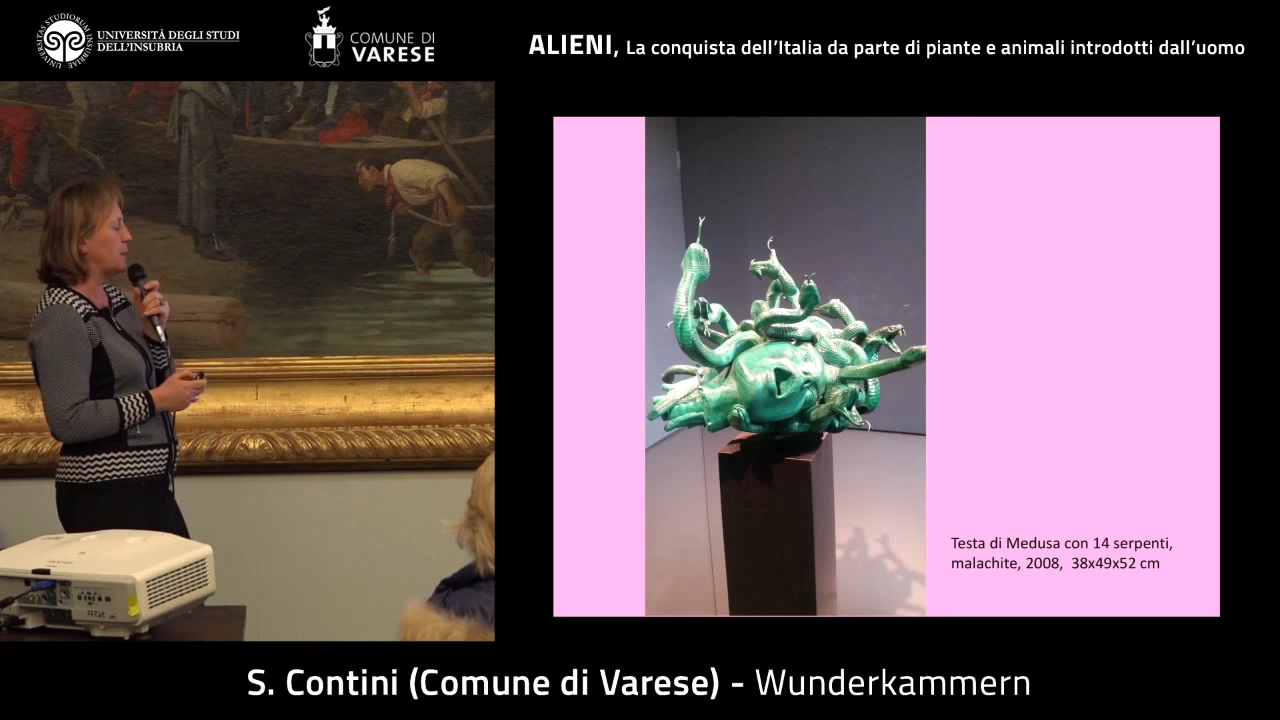 UNIVERSITÀ DEGLI STUDI
DELL'INSUBRIA
COMUNE DI
VARESE
ALIENI, La conquista dell'Italia da parte di piante e animali introdotti dall'uomo
Testa di Medusa con 14 serpenti,
malachite, 2008, 38x49x52 cm
S. Contini (Comune di Varese) - Wunderkammern